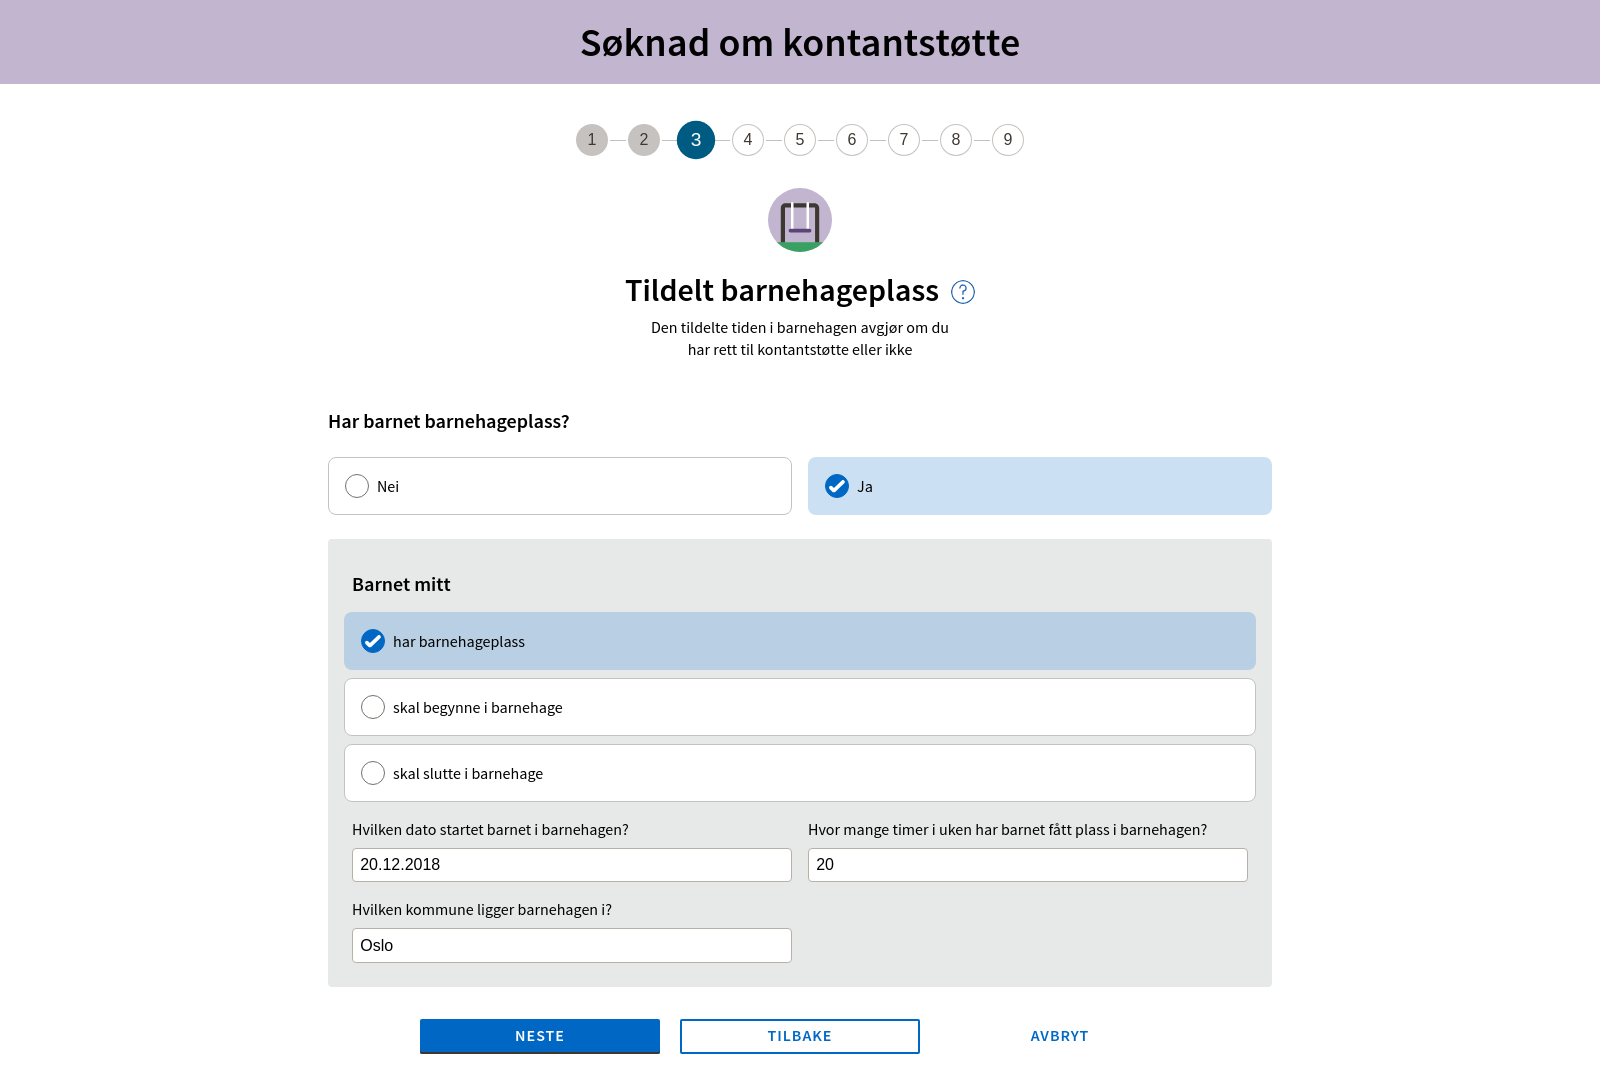 Søknad om kontantstøtte
1 2 3 4 5 6 7 8 9
Tildelt barnehageplass ?
Den tildelte tiden i barnehagen avgjør om du
har rett til kontantstøtte eller ikke
Har barnet barnehageplass?
Nei
Ja
Barnet mitt
har barnehageplass
skal begynne i barnehage
skal slutte i barnehage
Hvilken dato startet barnet i barnehagen?
20.12.2018
Hvor mange timer i uken har barnet fått plass i barnehagen?
20
Hvilken kommune ligger barnehagen i?
Oslo
NESTE
TILBAKE
AVBRYT